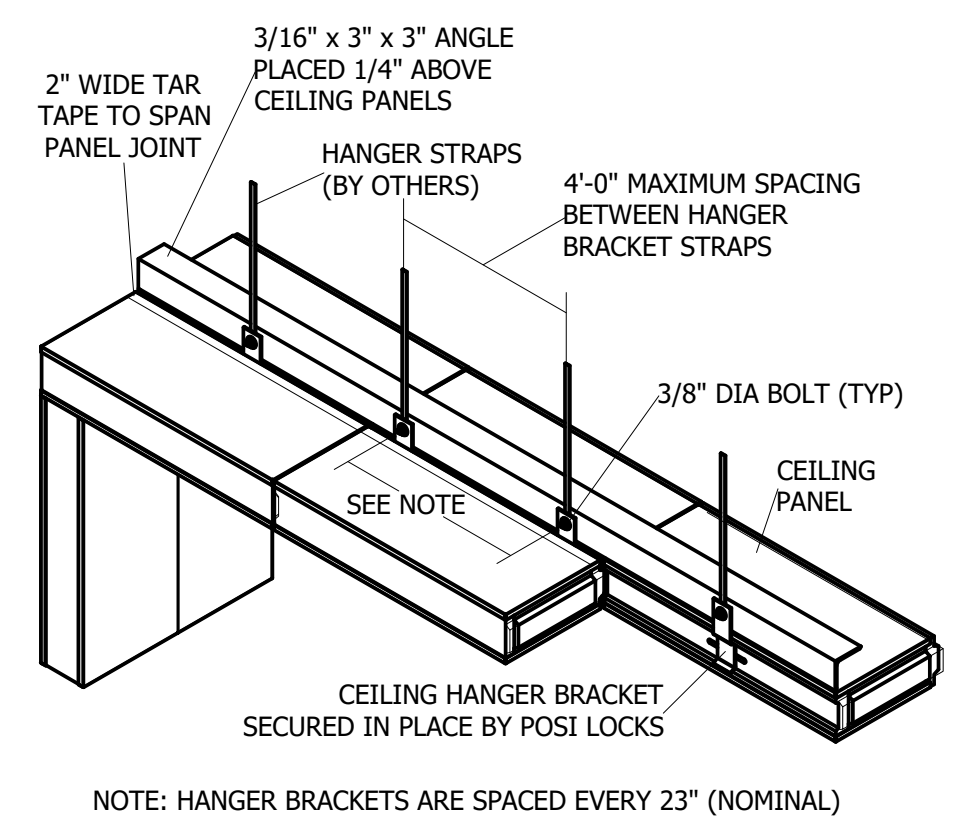 3/16" x 3" x 3" ANGLE
PLACED 1/4" ABOVE
CEILING PANELS
2" WIDE TAR
TAPE TO SPAN
PANEL JOINT
HANGER STRAPS
(BY OTHERS)
4'-0" MAXIMUM SPACING
BETWEEN HANGER
BRACKET STRAPS
3/8" DIA BOLT (TYP)
CEILING
PANEL
SEE NOTE
CEILING HANGER BRACKET
SECURED IN PLACE BY POSI LOCKS
NOTE: HANGER BRACKETS ARE SPACED EVERY 23" (NOMINAL)